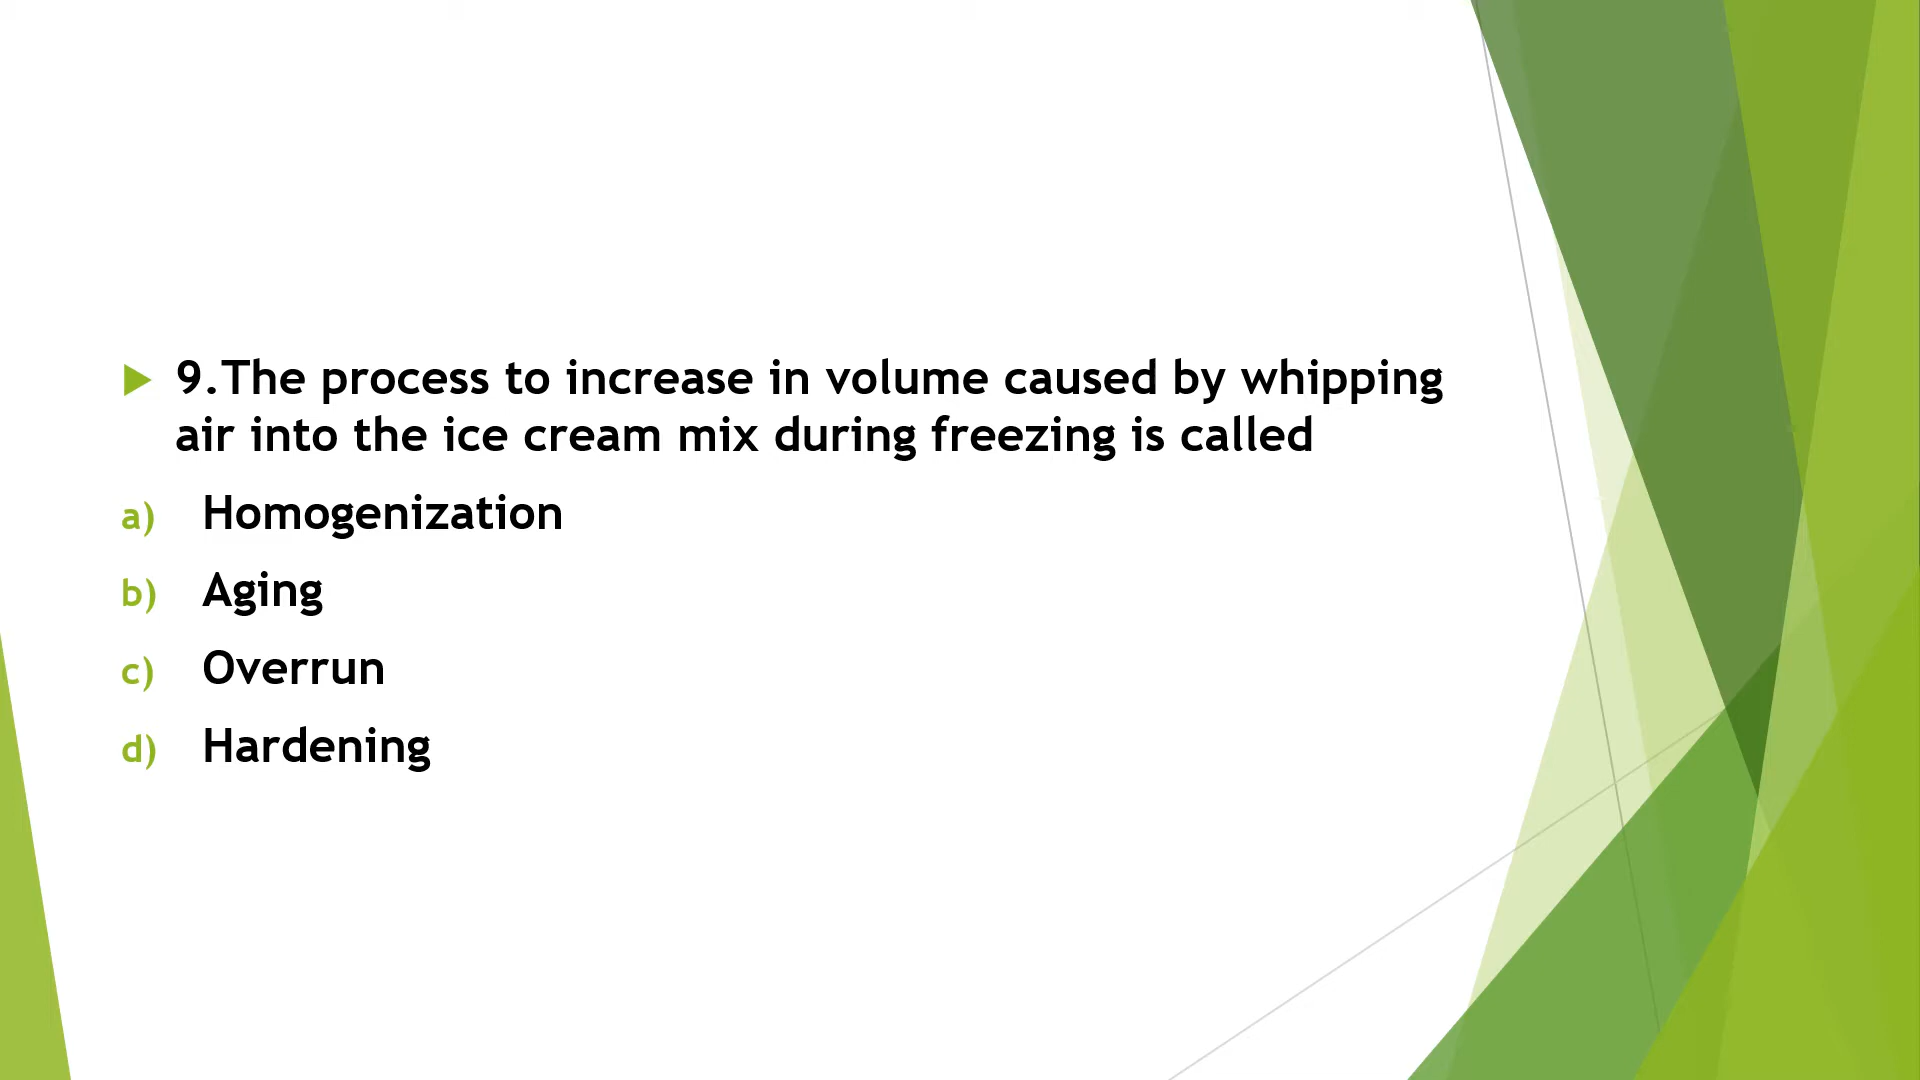 9.The process to increase in volume caused by whipping
air into the ice cream mix during freezing is called
a) Homogenization
b) Aging
c) Overrun
d) Hardening